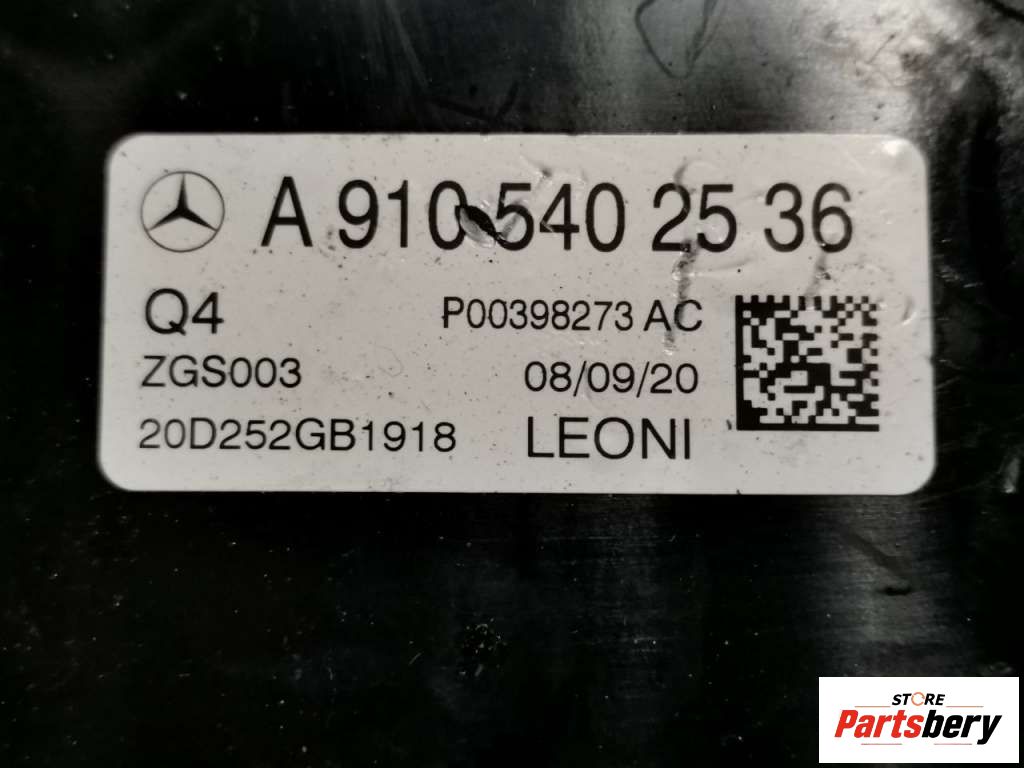 A 910 540 25 36
Q4 P00398273 AC
ZGS003 08/09/20
20D252GB1918 LEONI
STORE
Partsbery